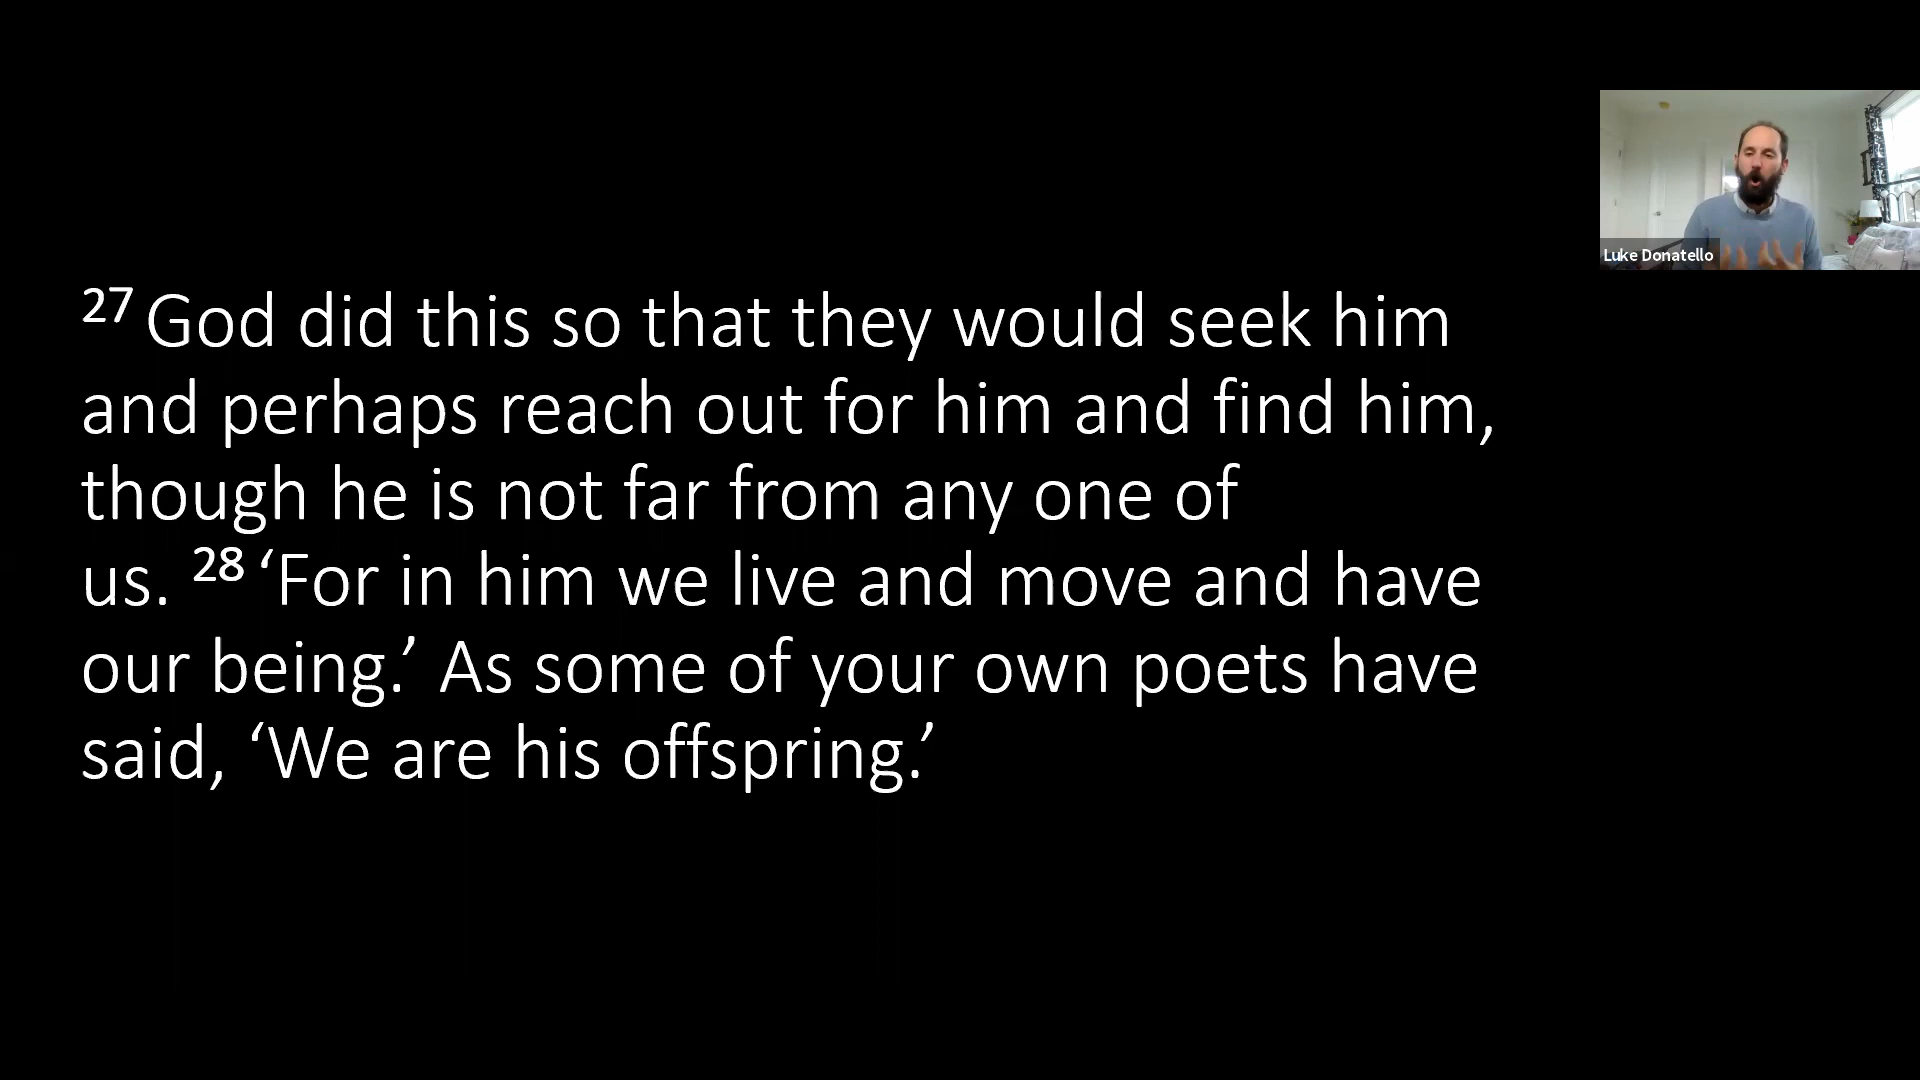 27 God did this so that they would seek him
and perhaps reach out for him and find him,
though he is not far from any one of
us. 28 ‘For in him we live and move and have
our being.’ As some of your own poets have
said, ‘We are his offspring.’
Luke Donatello